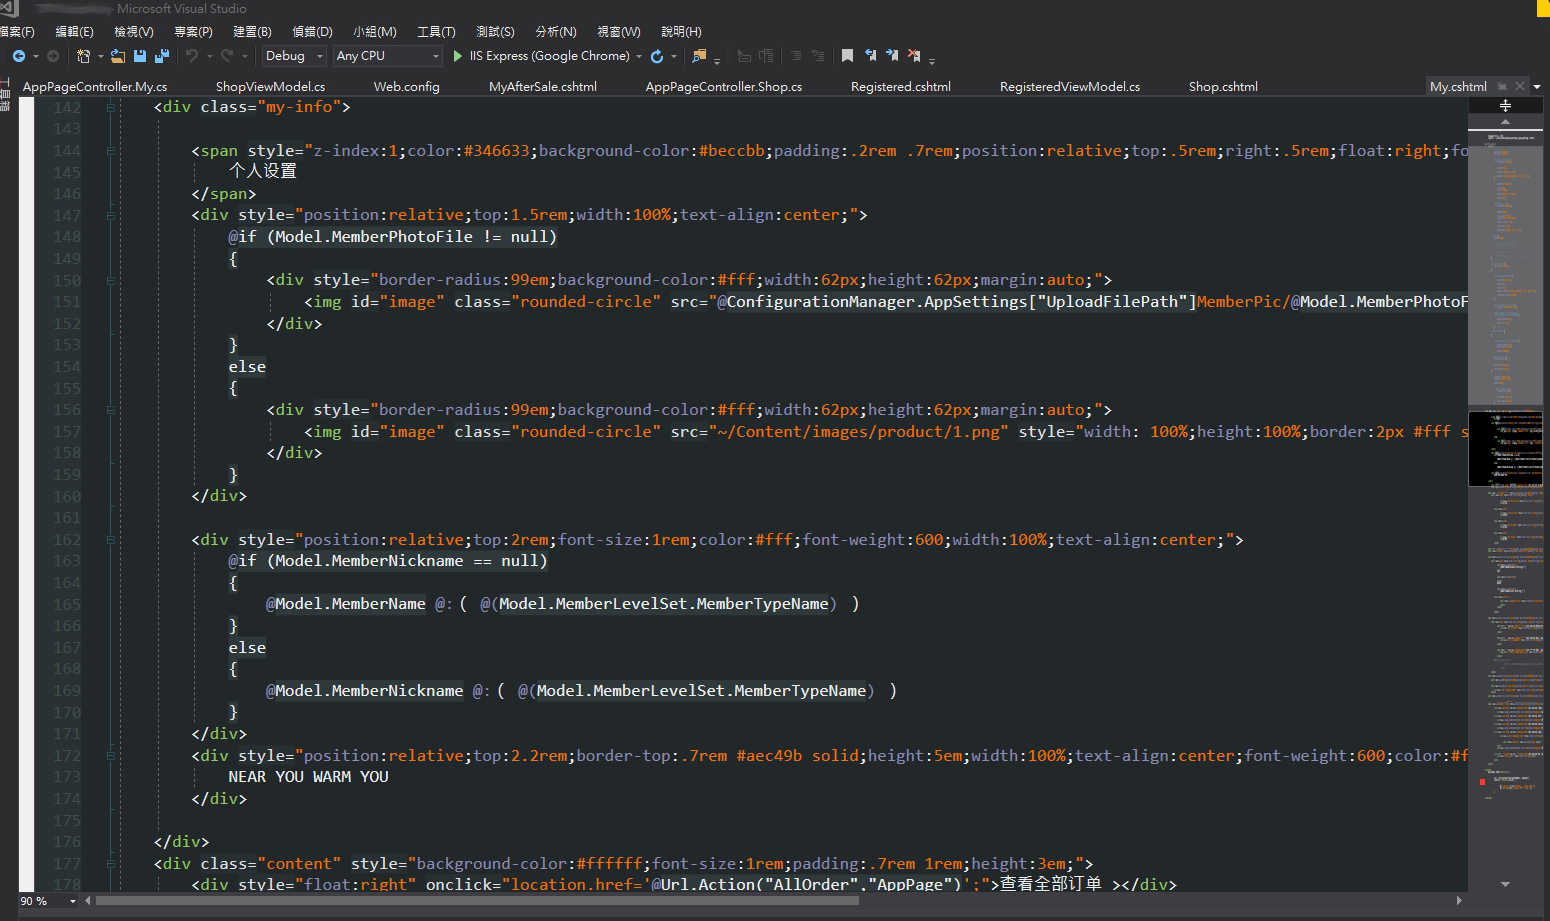 Microsoft Visual Studio
檔案(F) 編輯(E) 檢視(V) 專案(P) 建置(B) 偵錯(D) 小組(M) 工具(T) 測試(S) 分析(N) 視窗(W) 說明(H)
Debug Any CPU IIS Express (Google Chrome)
AppPageController.My.cs ShopViewModel.cs Web.config MyAfterSale.cshtml AppPageController.Shop.cs Registered.cshtml RegisteredViewModel.cs Shop.cshtml My.cshtml
工具箱
142 <div class="my-info">
143
144 <span style="z-index:1;color:#346633;background-color:#beccbb;padding:.2rem .7rem;position:relative;top:.5rem;right:.5rem;float:right;fo
145 个人设置
146 </span>
147 <div style="position:relative;top:1.5rem;width:100%;text-align:center;">
148 @if (Model.MemberPhotoFile != null)
149 {
150 <div style="border-radius:99em;background-color:#fff;width:62px;height:62px;margin:auto;">
151 <img id="image" class="rounded-circle" src="@ConfigurationManager.AppSettings["UploadFilePath"]MemberPic/@Model.MemberPhotoF
152 </div>
153 }
154 else
155 {
156 <div style="border-radius:99em;background-color:#fff;width:62px;height:62px;margin:auto;">
157 <img id="image" class="rounded-circle" src="~/Content/images/product/1.png" style="width: 100%;height:100%;border:2px #fff s
158 </div>
159 }
160 </div>
161
162 <div style="position:relative;top:2rem;font-size:1rem;color:#fff;font-weight:600;width:100%;text-align:center;">
163 @if (Model.MemberNickname == null)
164 {
165 @Model.MemberName @:( @(Model.MemberLevelSet.MemberTypeName) )
166 }
167 else
168 {
169 @Model.MemberNickname @:( @(Model.MemberLevelSet.MemberTypeName) )
170 }
171 </div>
172 <div style="position:relative;top:2.2rem;border-top:.7rem #aec49b solid;height:5em;width:100%;text-align:center;font-weight:600;color:#f
173 NEAR YOU WARM YOU
174 </div>
175
176 </div>
177 <div class="content" style="background-color:#ffffff;font-size:1rem;padding:.7rem 1rem;height:3em;">
178 <div style="float:right" onclick="location.href='@Url.Action("AllOrder","AppPage")';">查看全部订单 ></div>
90 %